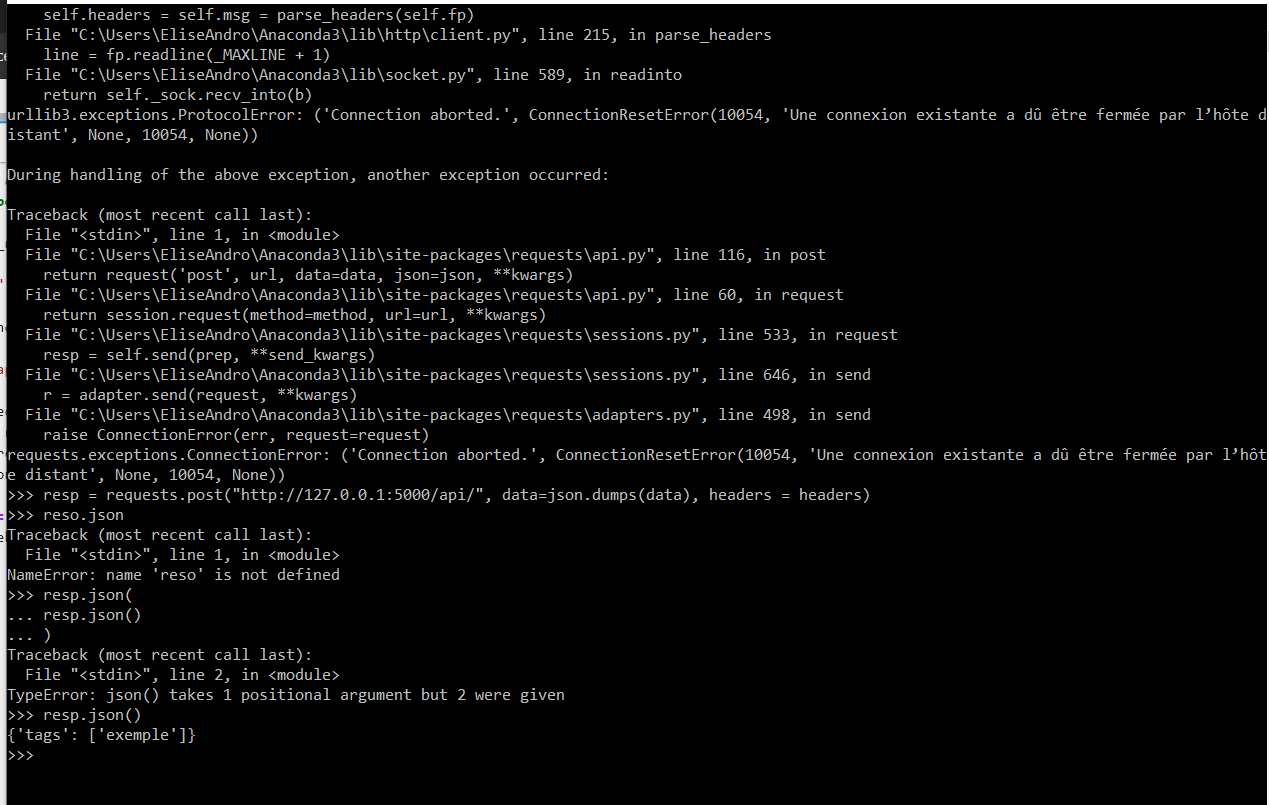 self.headers = self.msg = parse_headers(self.fp)
File "C:\Users\EliseAndro\Anaconda3\lib\http\client.py", line 215, in parse_headers
line = fp.readline(_MAXLINE + 1)
File "C:\Users\EliseAndro\Anaconda3\lib\socket.py", line 589, in readinto
return self._sock.recv_into(b)
urllib3.exceptions.ProtocolError: ('Connection aborted.', ConnectionResetError(10054, 'Une connexion existante a dû être fermée par l’hôte d
istant', None, 10054, None))
During handling of the above exception, another exception occurred:
Traceback (most recent call last):
File "<stdin>", line 1, in <module>
File "C:\Users\EliseAndro\Anaconda3\lib\site-packages\requests\api.py", line 116, in post
return request('post', url, data=data, json=json, **kwargs)
File "C:\Users\EliseAndro\Anaconda3\lib\site-packages\requests\api.py", line 60, in request
return session.request(method=method, url=url, **kwargs)
File "C:\Users\EliseAndro\Anaconda3\lib\site-packages\requests\sessions.py", line 533, in request
resp = self.send(prep, **send_kwargs)
File "C:\Users\EliseAndro\Anaconda3\lib\site-packages\requests\sessions.py", line 646, in send
r = adapter.send(request, **kwargs)
File "C:\Users\EliseAndro\Anaconda3\lib\site-packages\requests\adapters.py", line 498, in send
raise ConnectionError(err, request=request)
requests.exceptions.ConnectionError: ('Connection aborted.', ConnectionResetError(10054, 'Une connexion existante a dû être fermée par l’hôt
e distant', None, 10054, None))
>>> resp = requests.post("http://127.0.0.1:5000/api/", data=json.dumps(data), headers = headers)
>>> reso.json
Traceback (most recent call last):
File "<stdin>", line 1, in <module>
NameError: name 'reso' is not defined
>>> resp.json(
... resp.json()
... )
Traceback (most recent call last):
File "<stdin>", line 2, in <module>
TypeError: json() takes 1 positional argument but 2 were given
>>> resp.json()
{'tags': ['exemple']}
>>>